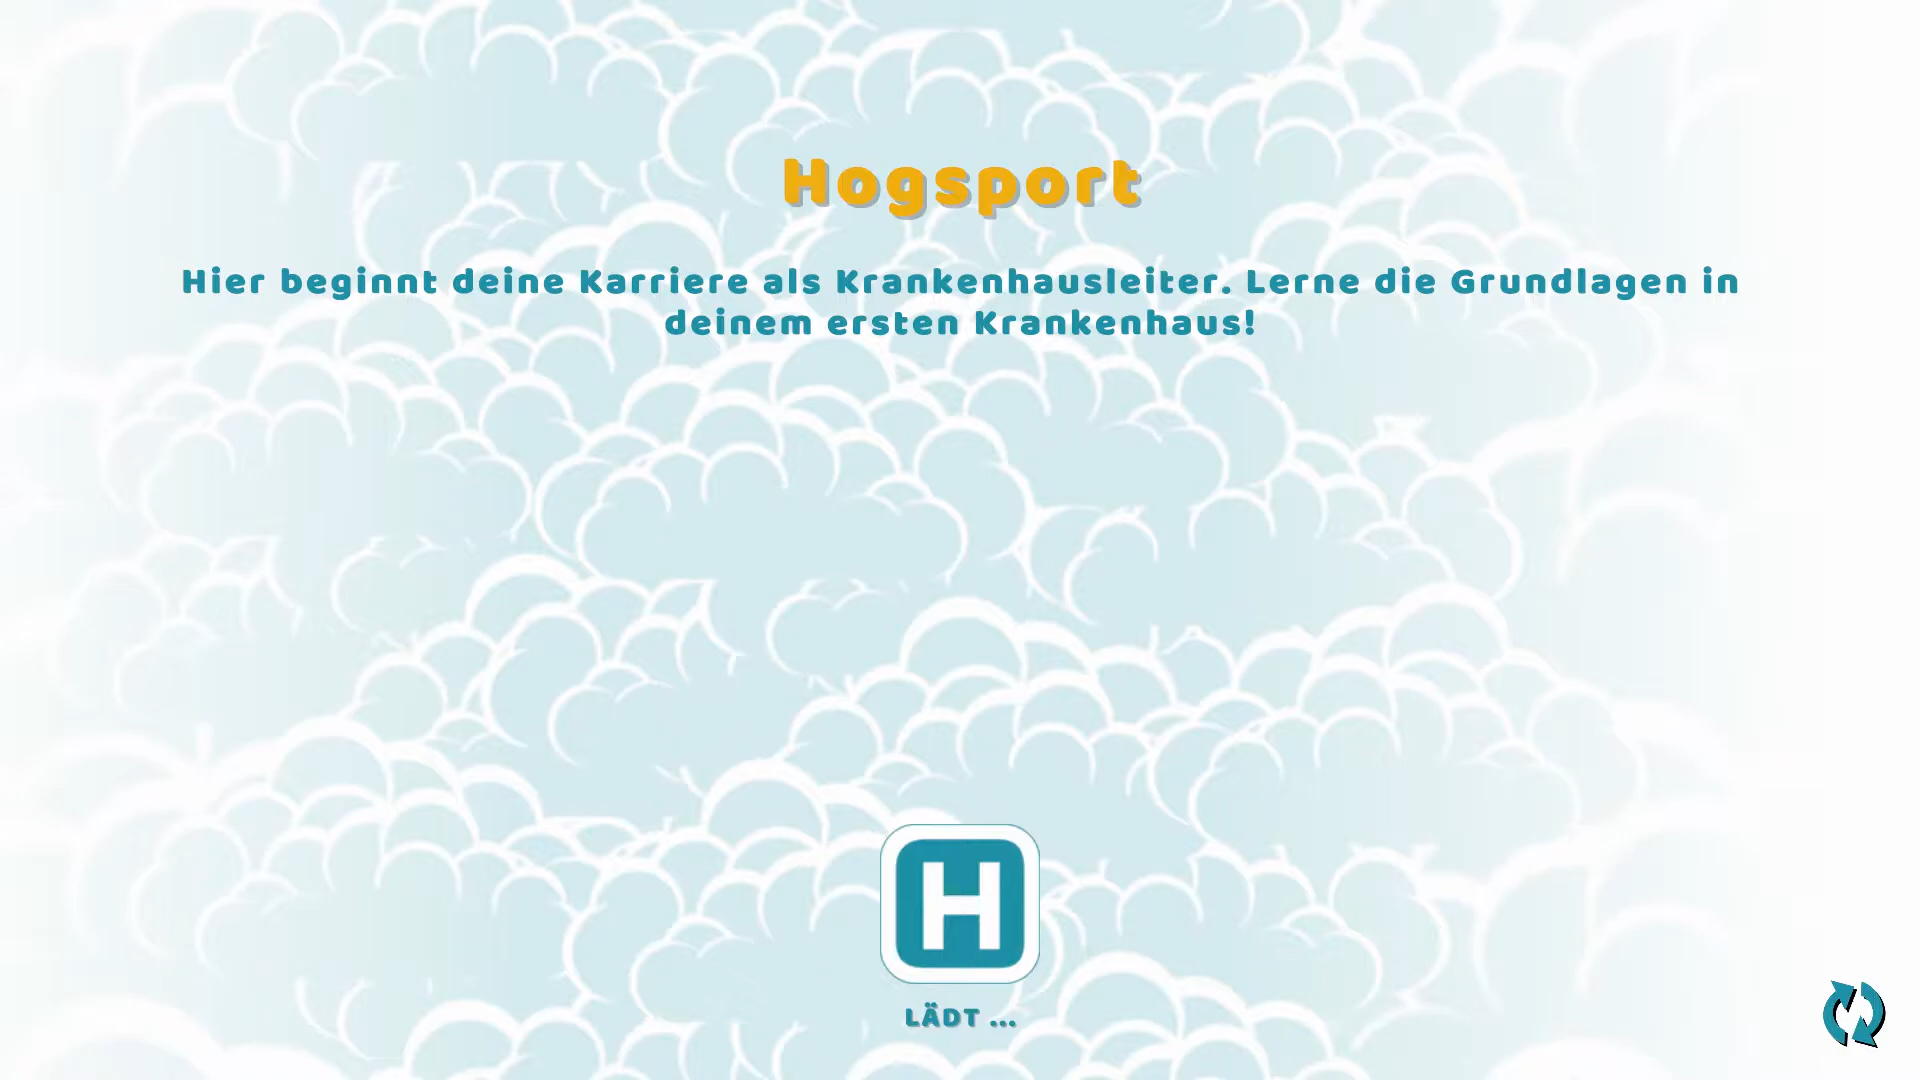 Hogsport
Hier beginnt deine Karriere als Krankenhausleiter. Lerne die Grundlagen in
deinem ersten Krankenhaus!
H
LÄDT ...